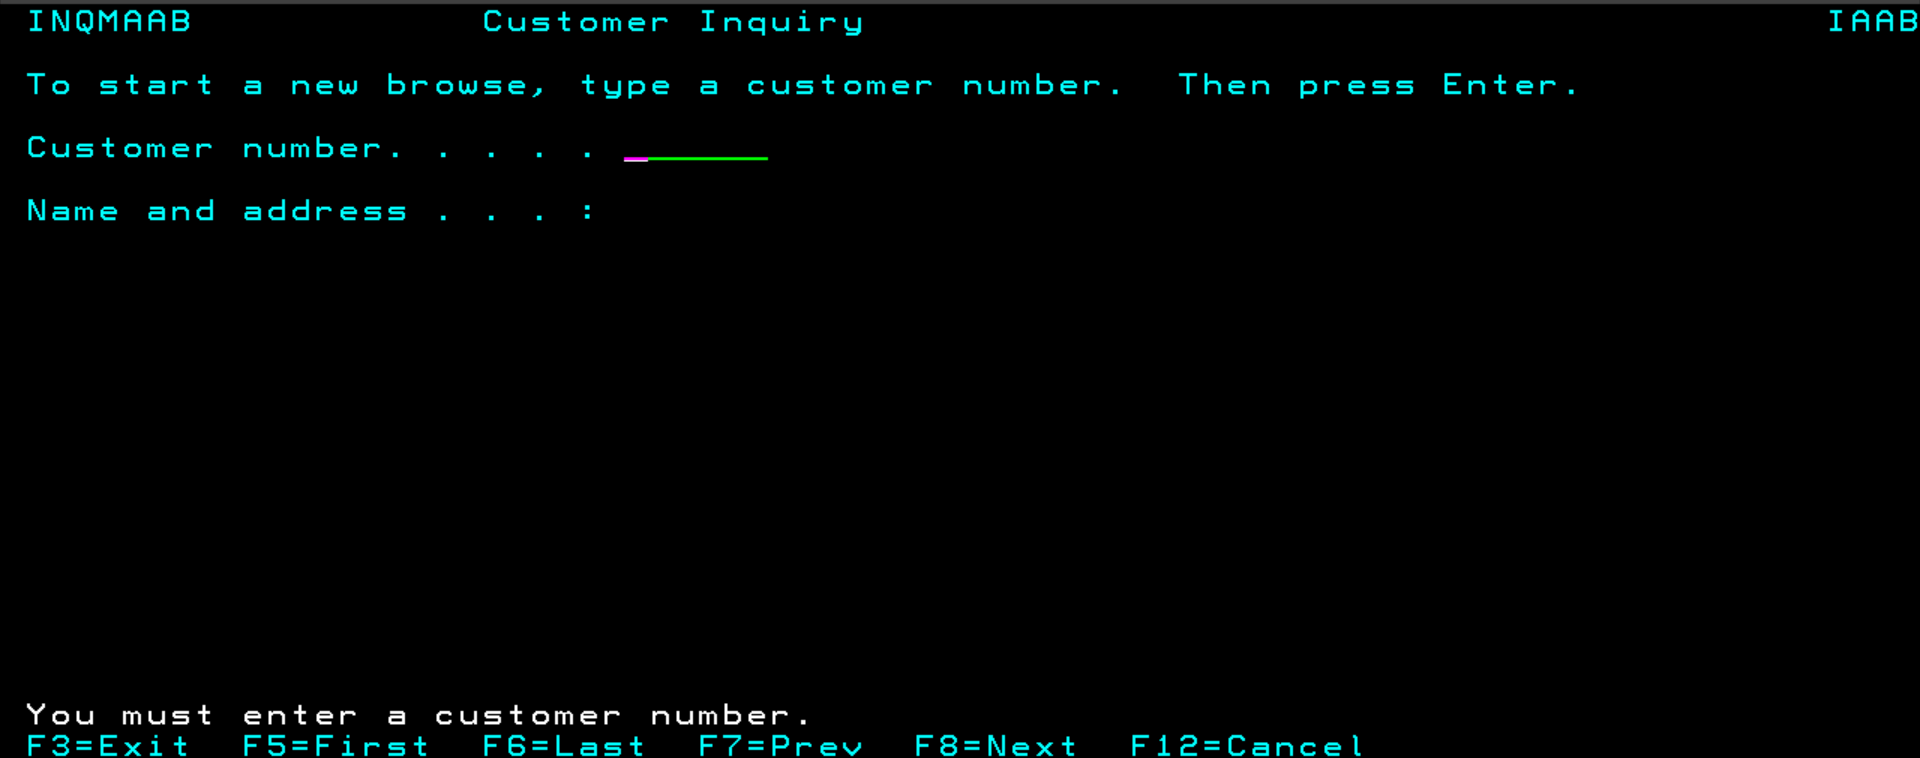 INQMAAB Customer Inquiry IAAB
To start a new browse, type a customer number.  Then press Enter.
Customer number. . . . .
Name and address . . . :
You must enter a customer number.
F3=Exit  F5=First  F6=Last  F7=Prev  F8=Next  F12=Cancel